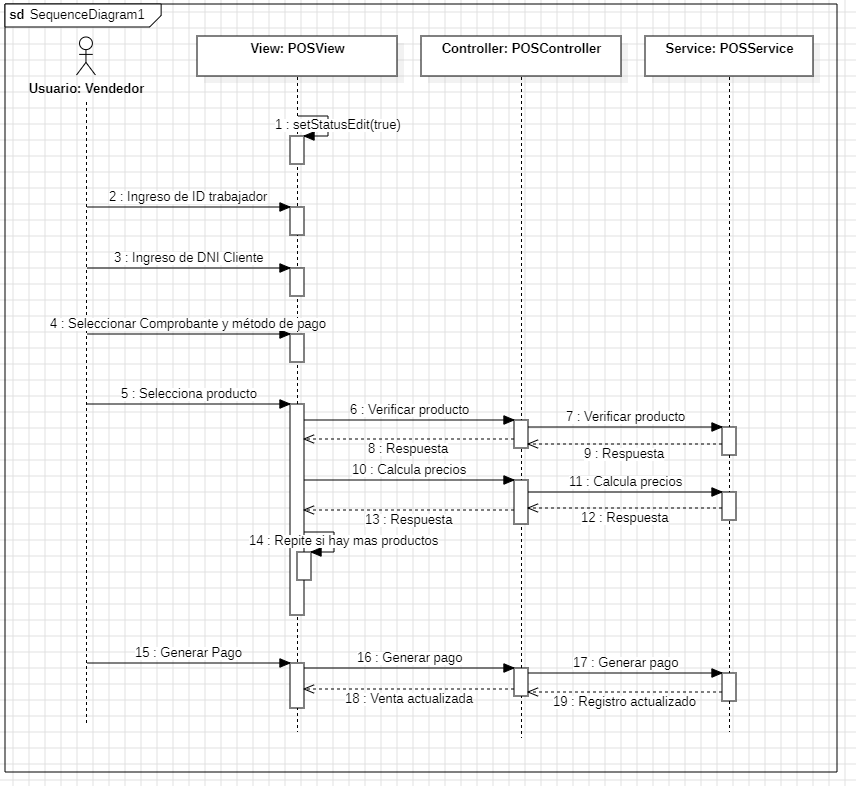 sd SequenceDiagram1
View: POSView
Controller: POSController
Service: POSService
Usuario: Vendedor
1 : setStatusEdit(true)
2 : Ingreso de ID trabajador
3 : Ingreso de DNI Cliente
4 : Seleccionar Comprobante y método de pago
5 : Selecciona producto
6 : Verificar producto
7 : Verificar producto
8 : Respuesta
9 : Respuesta
10 : Calcula precios
11 : Calcula precios
13 : Respuesta
12 : Respuesta
14 : Repite si hay mas productos
15 : Generar Pago
16 : Generar pago
17 : Generar pago
18 : Venta actualizada
19 : Registro actualizado